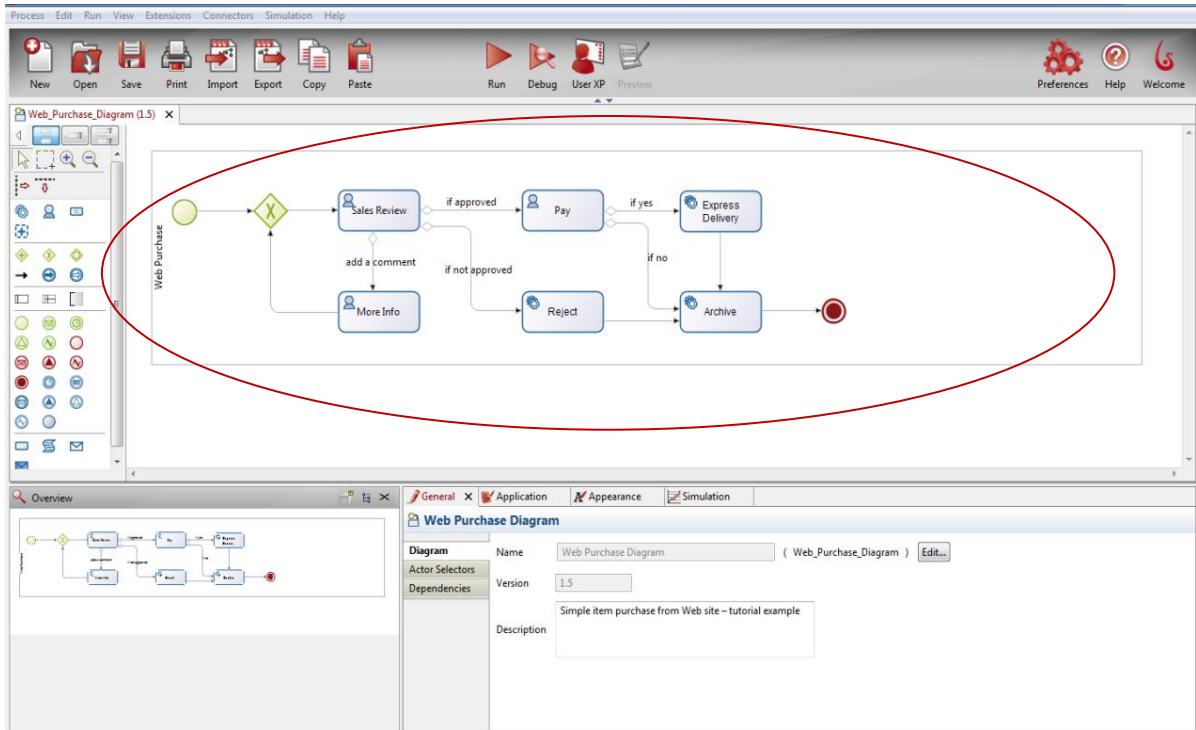 Process Edit Run View Extensions Connectors Simulation Help
New Open Save Print Import Export Copy Paste Run Debug User XP Preview Preferences Help Welcome
Web_Purchase_Diagram (1.5)
Web Purchase
Sales Review
if approved
Pay
if yes
Express
Delivery
add a comment
if not approved
if no
More Info
Reject
Archive
Overview
General Application Appearance Simulation
Web Purchase Diagram
Diagram
Actor Selectors
Dependencies
Name Web Purchase Diagram ( Web_Purchase_Diagram ) Edit...
Version 1.5
Description Simple item purchase from Web site – tutorial example